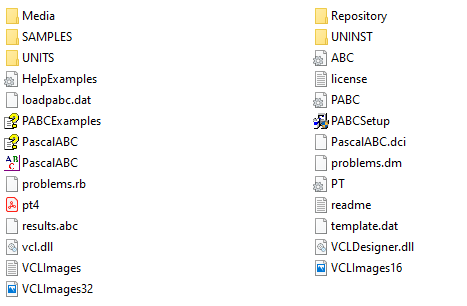 Media
Repository
SAMPLES
UNINST
UNITS
ABC
HelpExamples
license
loadpabc.dat
PABC
PABCExamples
PABCSetup
PascalABC
PascalABC.dci
PascalABC
problems.dm
problems.rb
PT
pt4
readme
results.abc
template.dat
vcl.dll
VCLDesigner.dll
VCLImages
VCLImages16
VCLImages32